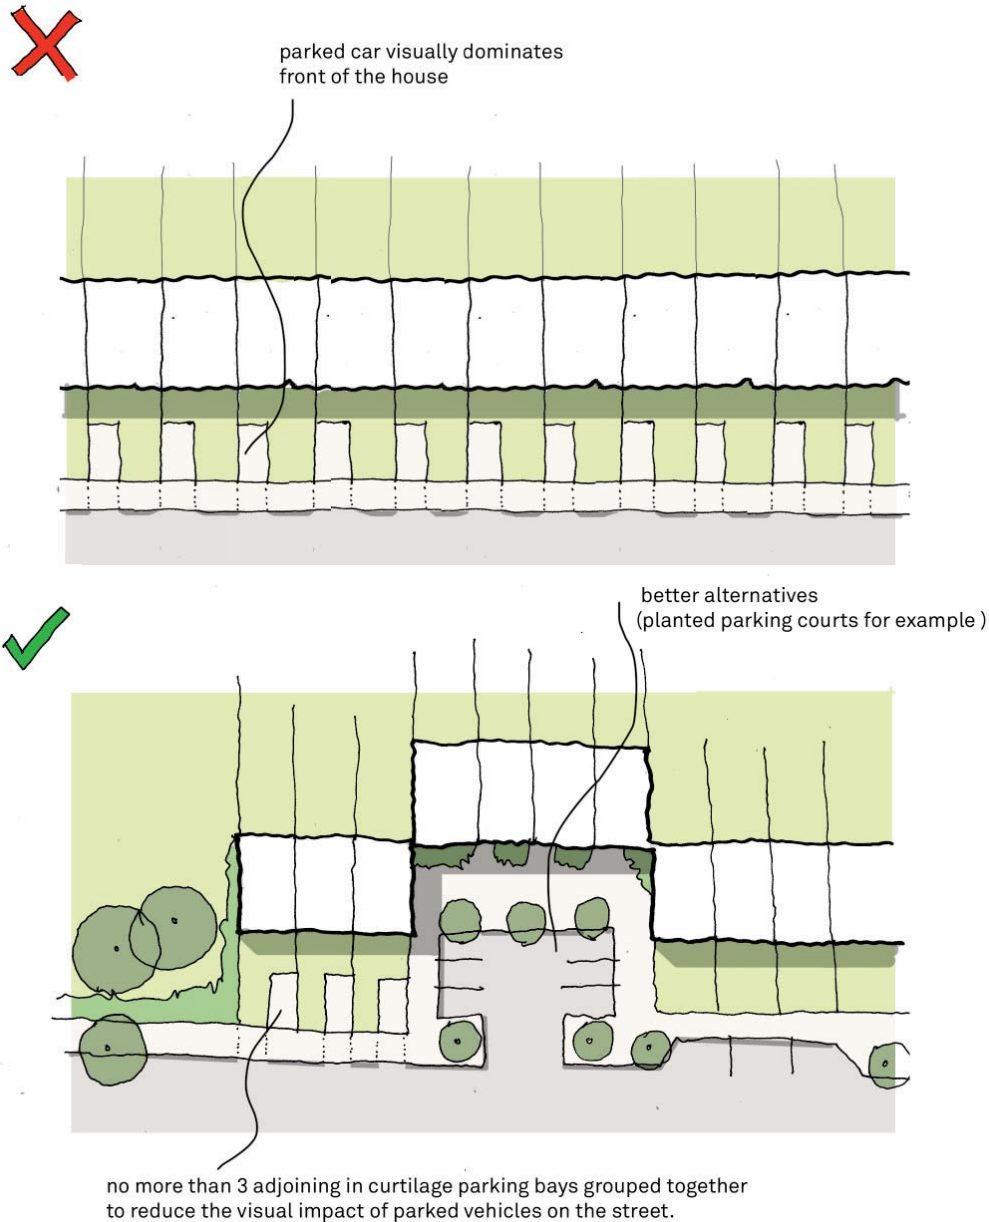 parked car visually dominates
front of the house
better alternatives
(planted parking courts for example )
no more than 3 adjoining in curtilage parking bays grouped together
to reduce the visual impact of parked vehicles on the street.